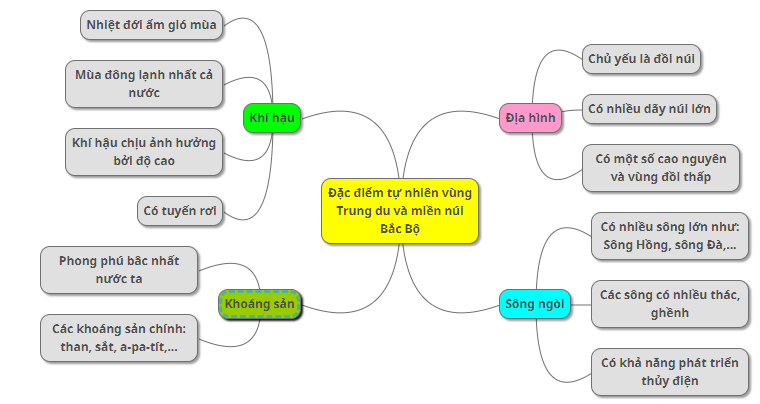 Đặc điểm tự nhiên vùng
Trung du và miền núi
Bắc Bộ
Khí hậu
Nhiệt đới ấm gió mùa
Mùa đông lạnh nhất cả
nước
Khí hậu chịu ảnh hưởng
bởi độ cao
Có tuyến rơi
Khoáng sản
Phong phú bâc nhất
nước ta
Các khoáng sản chính:
than, sắt, a-pa-tít,...
Địa hình
Chủ yếu là đồi núi
Có nhiều dãy núi lớn
Có một số cao nguyên
và vùng đồi thấp
Sông ngòi
Có nhiều sông lớn như:
Sông Hồng, sông Đà,...
Các sông có nhiều thác,
ghềnh
Có khả năng phát triển
thủy điện